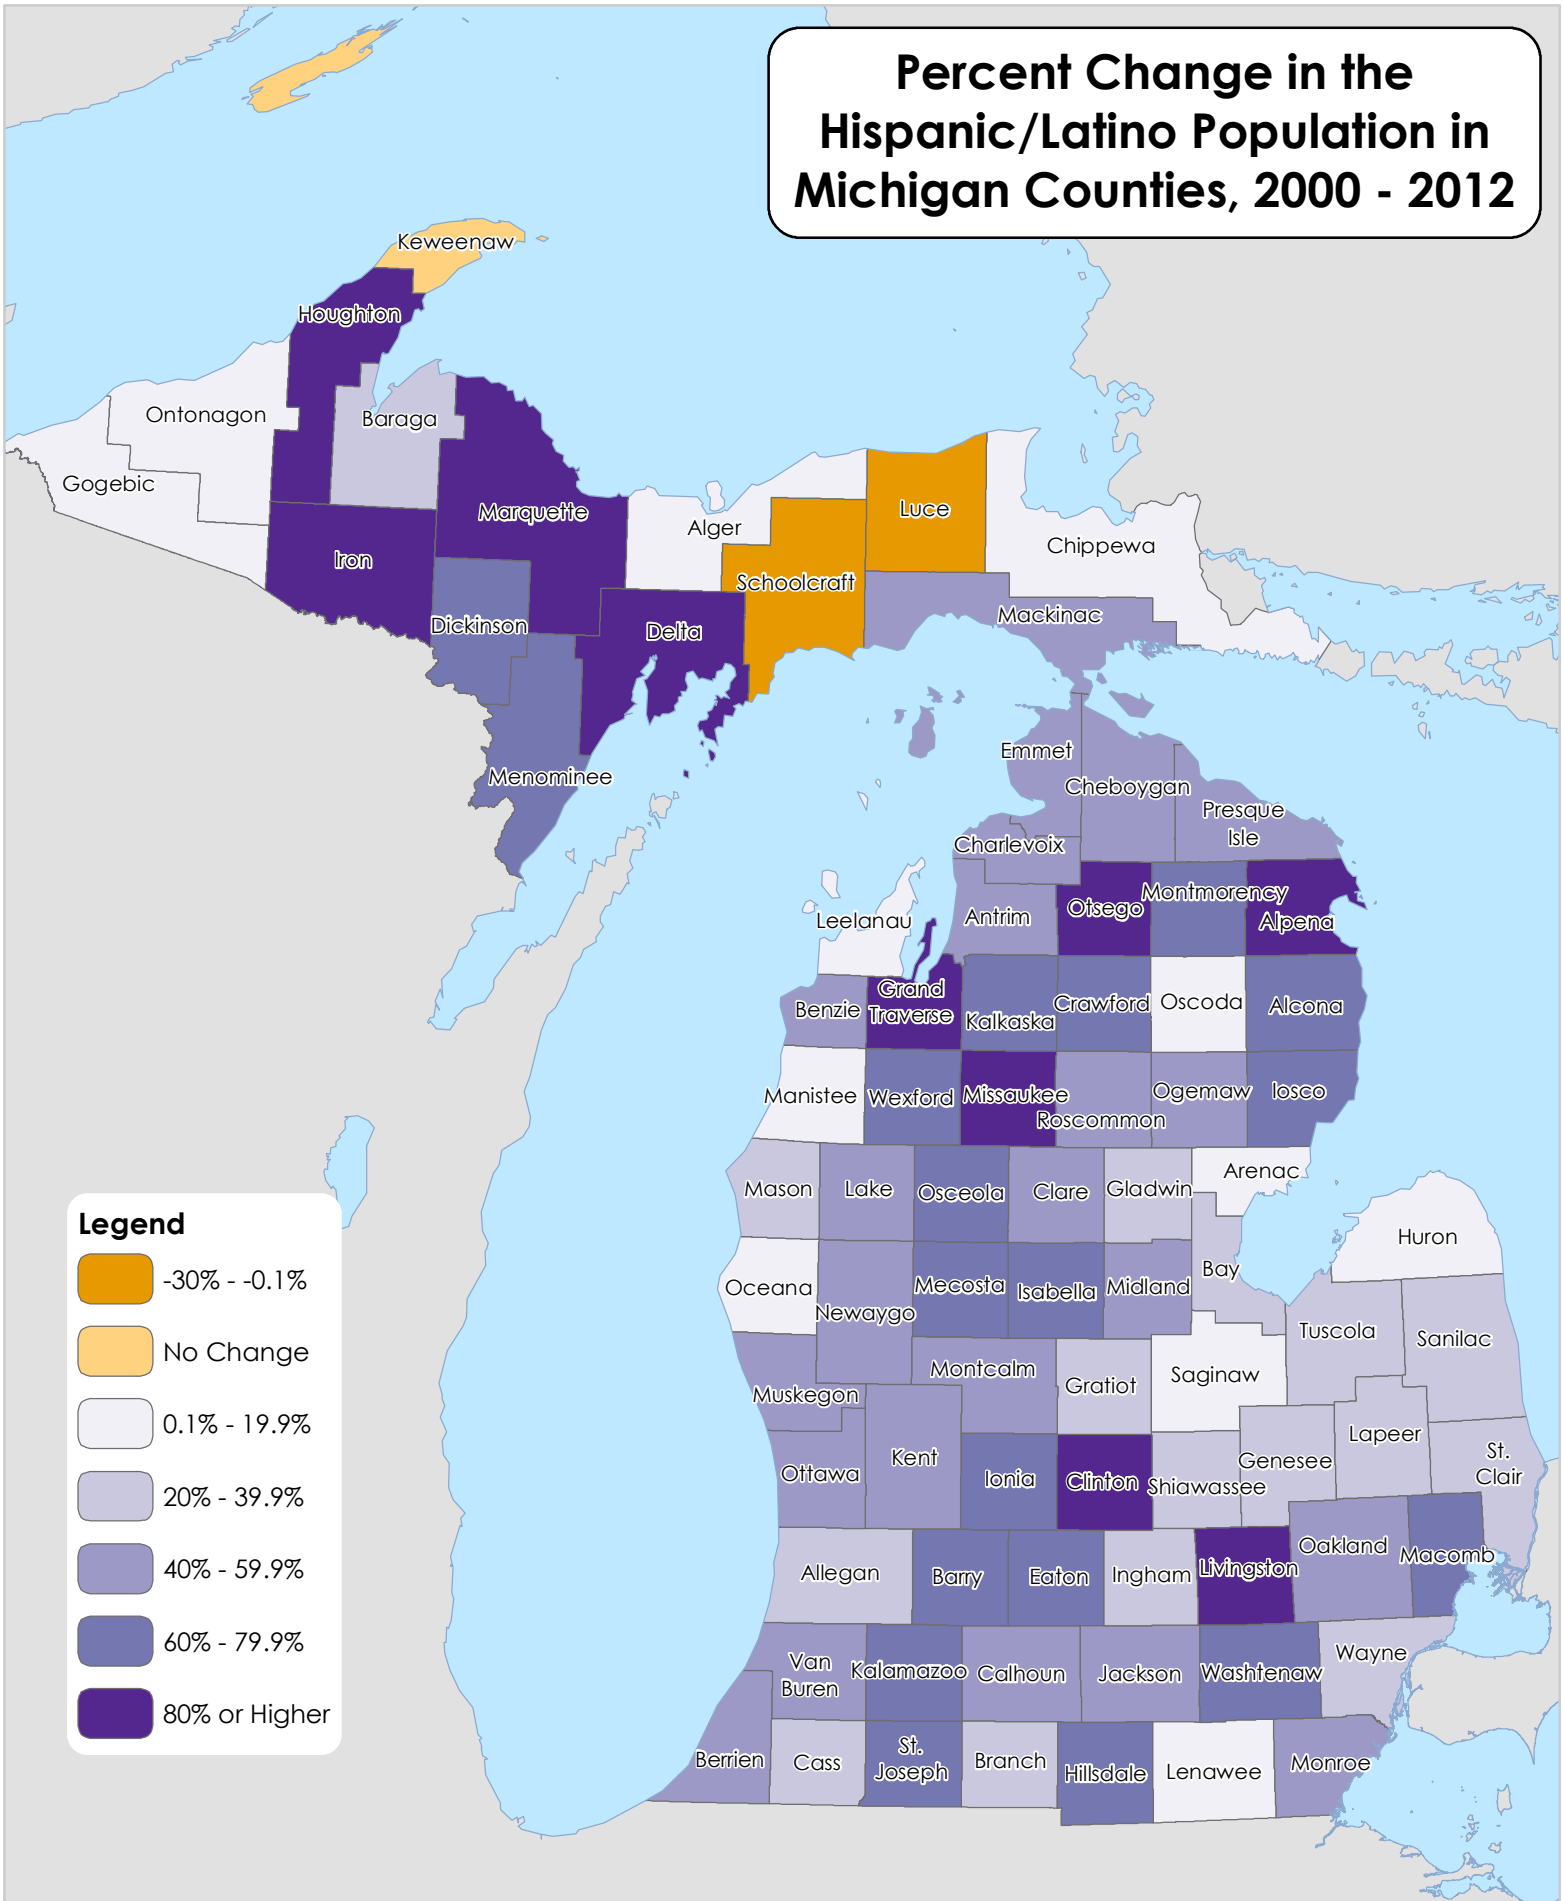 Percent Change in the
Hispanic/Latino Population in
Michigan Counties, 2000 - 2012
Keweenaw
Houghton
Ontonagon
Baraga
Gogebic
Marquette
Luce
Alger
Chippewa
Iron
Schoolcraft
Mackinac
Dickinson
Delta
Emmet
Menominee
Cheboygan
Presque
Isle
Charlevoix
Montmorency
Otsego
Antrim
Leelanau
Alpena
Grand
Traverse
Benzie
Kalkaska
Crawford
Oscoda
Alcona
Manistee
Wexford
Missaukee
Roscommon
Ogemaw
Iosco
Arenac
Mason
Lake
Osceola
Clare
Gladwin
Huron
Bay
Oceana
Newaygo
Mecosta
Isabella
Midland
Tuscola
Sanilac
Montcalm
Muskegon
Gratiot
Saginaw
Lapeer
Kent
Ottawa
Ionia
Clinton
Shiawassee
Genesee
St.
Clair
Oakland
Macomb
Allegan
Barry
Eaton
Ingham
Livingston
Wayne
Van
Buren
Kalamazoo
Calhoun
Jackson
Washtenaw
Berrien
Cass
St.
Joseph
Branch
Hillsdale
Lenawee
Monroe
Legend
-30% - -0.1%
No Change
0.1% - 19.9%
20% - 39.9%
40% - 59.9%
60% - 79.9%
80% or Higher